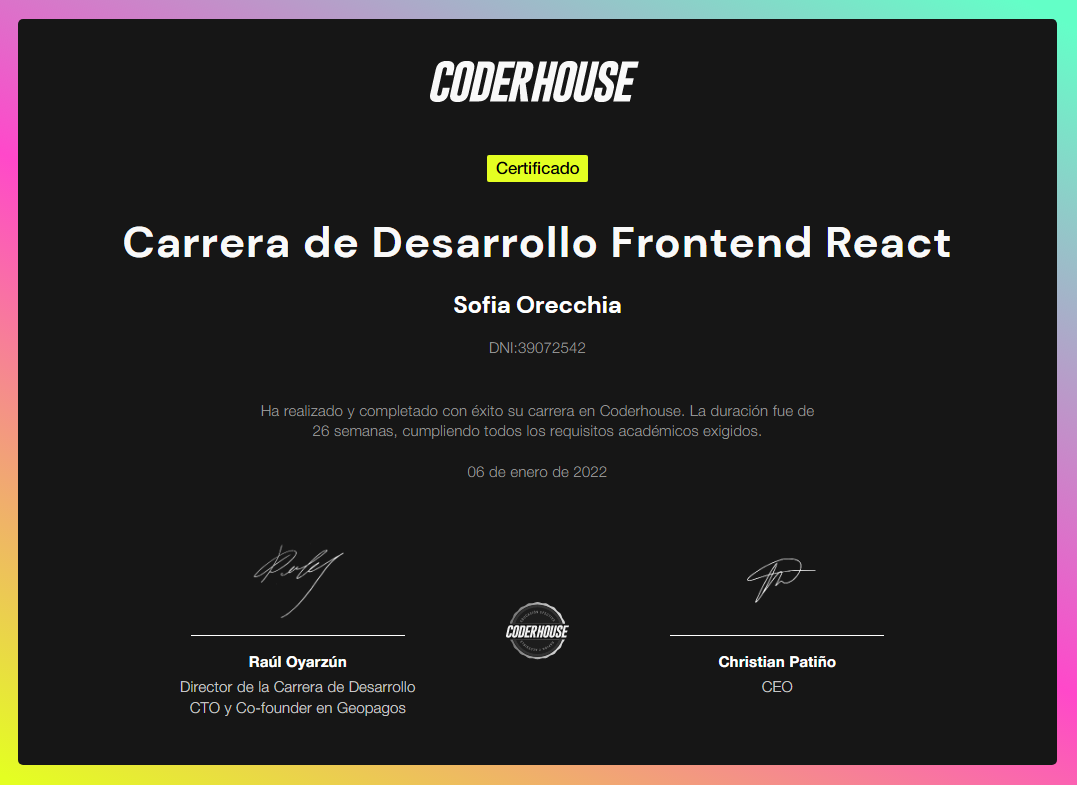 CODERHOUSE
Certificado
Carrera de Desarrollo Frontend React
Sofia Orecchia
DNI:39072542
Ha realizado y completado con éxito su carrera en Coderhouse. La duración fue de
26 semanas, cumpliendo todos los requisitos académicos exigidos.
06 de enero de 2022
CODERHOUSE
Raúl Oyarzún
Director de la Carrera de Desarrollo
CTO y Co-founder en Geopagos
Christian Patiño
CEO